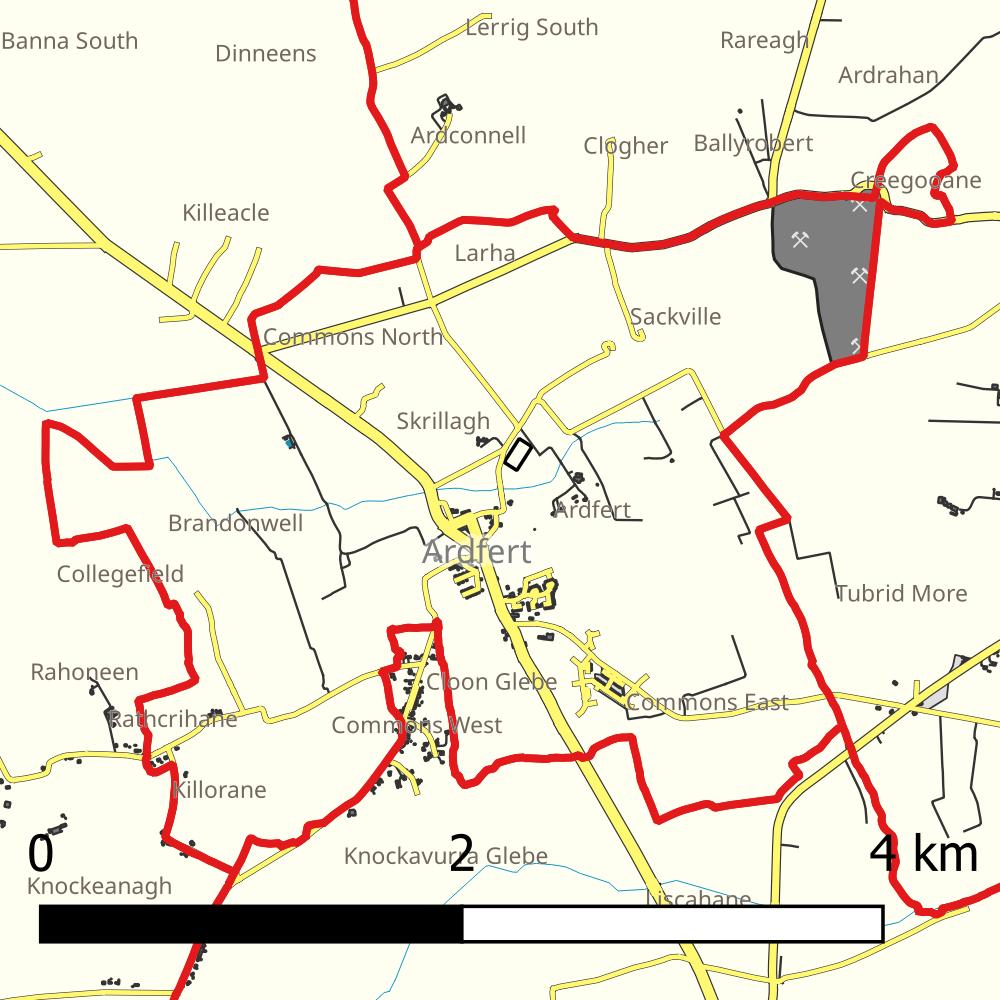 Lerrig South
Banna South
Rareagh
Dinneens
Ardrahan
Ardconnell
Ballyrobert
Clogher
Creegogane
Killeacle
Larha
Sackville
Commons North
Skrillagh
Ardfert
Brandonwell
Ardfert
Collegefield
Tubrid More
Rahoneen
Cloon Glebe
Commons East
Rathcrihane
Commons West
Killorane
0 2 4 km
Knockavurra Glebe
Knockeanagh
Liscahane